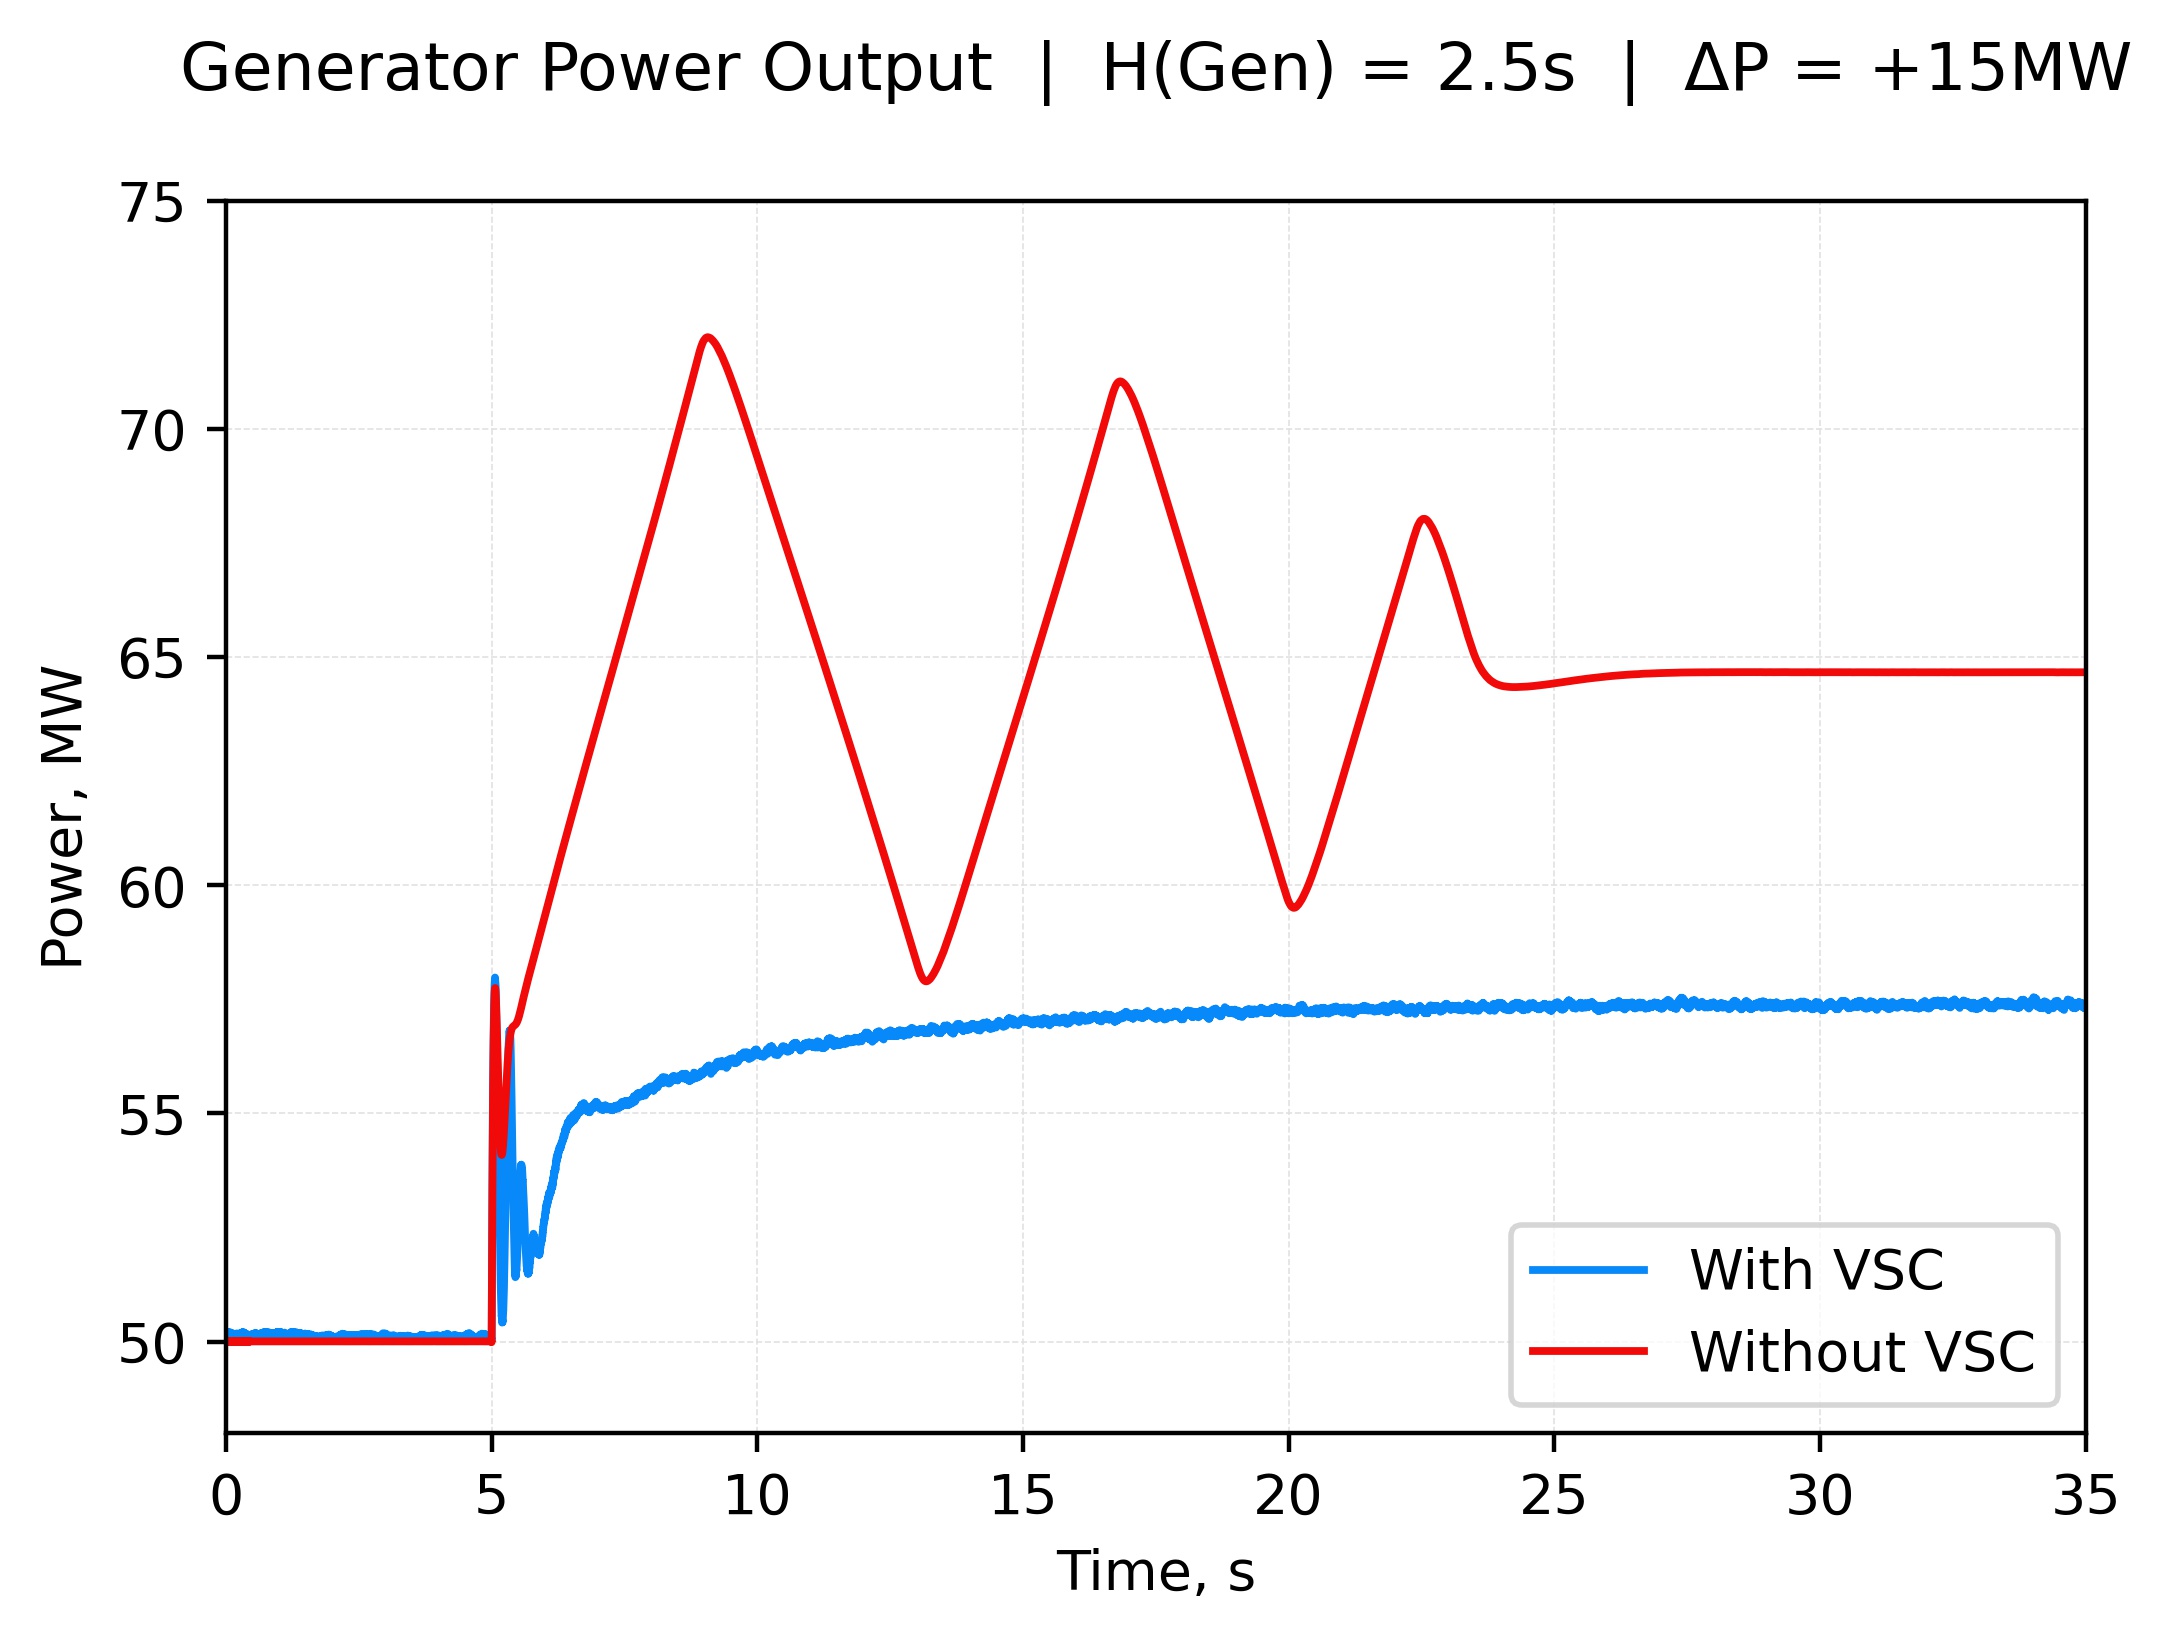 Generator Power Output | H(Gen) = 2.5s | ΔP = +15MW
75
70
65
60
55
50
Power, MW
With VSC
Without VSC
0 5 10 15 20 25 30 35
Time, s